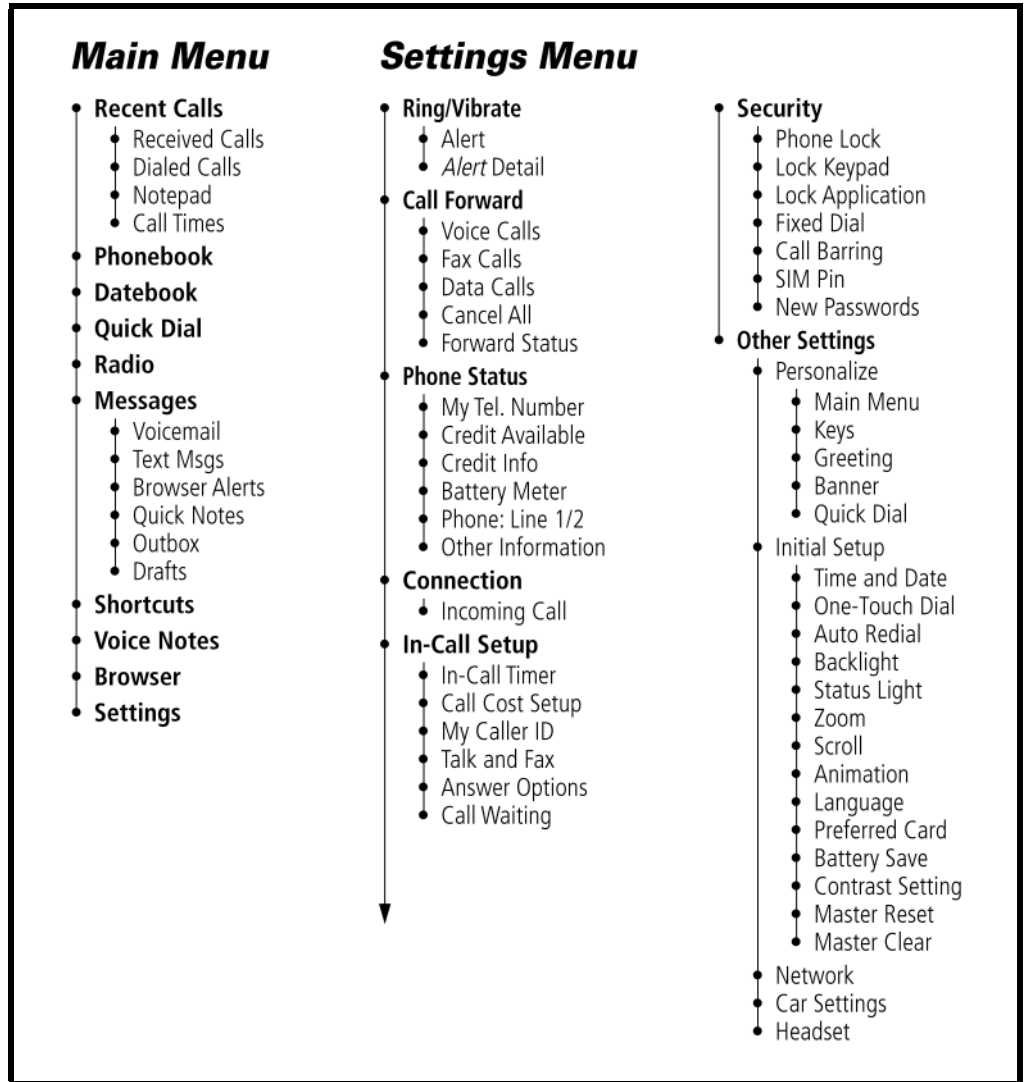 Main Menu
Recent Calls
Received Calls
Dialed Calls
Notepad
Call Times
Phonebook
Datebook
Quick Dial
Radio
Messages
Voicemail
Text Msgs
Browser Alerts
Quick Notes
Outbox
Drafts
Shortcuts
Voice Notes
Browser
Settings
Settings Menu
Ring/Vibrate
Alert
Alert Detail
Call Forward
Voice Calls
Fax Calls
Data Calls
Cancel All
Forward Status
Phone Status
My Tel. Number
Credit Available
Credit Info
Battery Meter
Phone: Line 1/2
Other Information
Connection
Incoming Call
In-Call Setup
In-Call Timer
Call Cost Setup
My Caller ID
Talk and Fax
Answer Options
Call Waiting
Security
Phone Lock
Lock Keypad
Lock Application
Fixed Dial
Call Barring
SIM Pin
New Passwords
Other Settings
Personalize
Main Menu
Keys
Greeting
Banner
Quick Dial
Initial Setup
Time and Date
One-Touch Dial
Auto Redial
Backlight
Status Light
Zoom
Scroll
Animation
Language
Preferred Card
Battery Save
Contrast Setting
Master Reset
Master Clear
Network
Car Settings
Headset